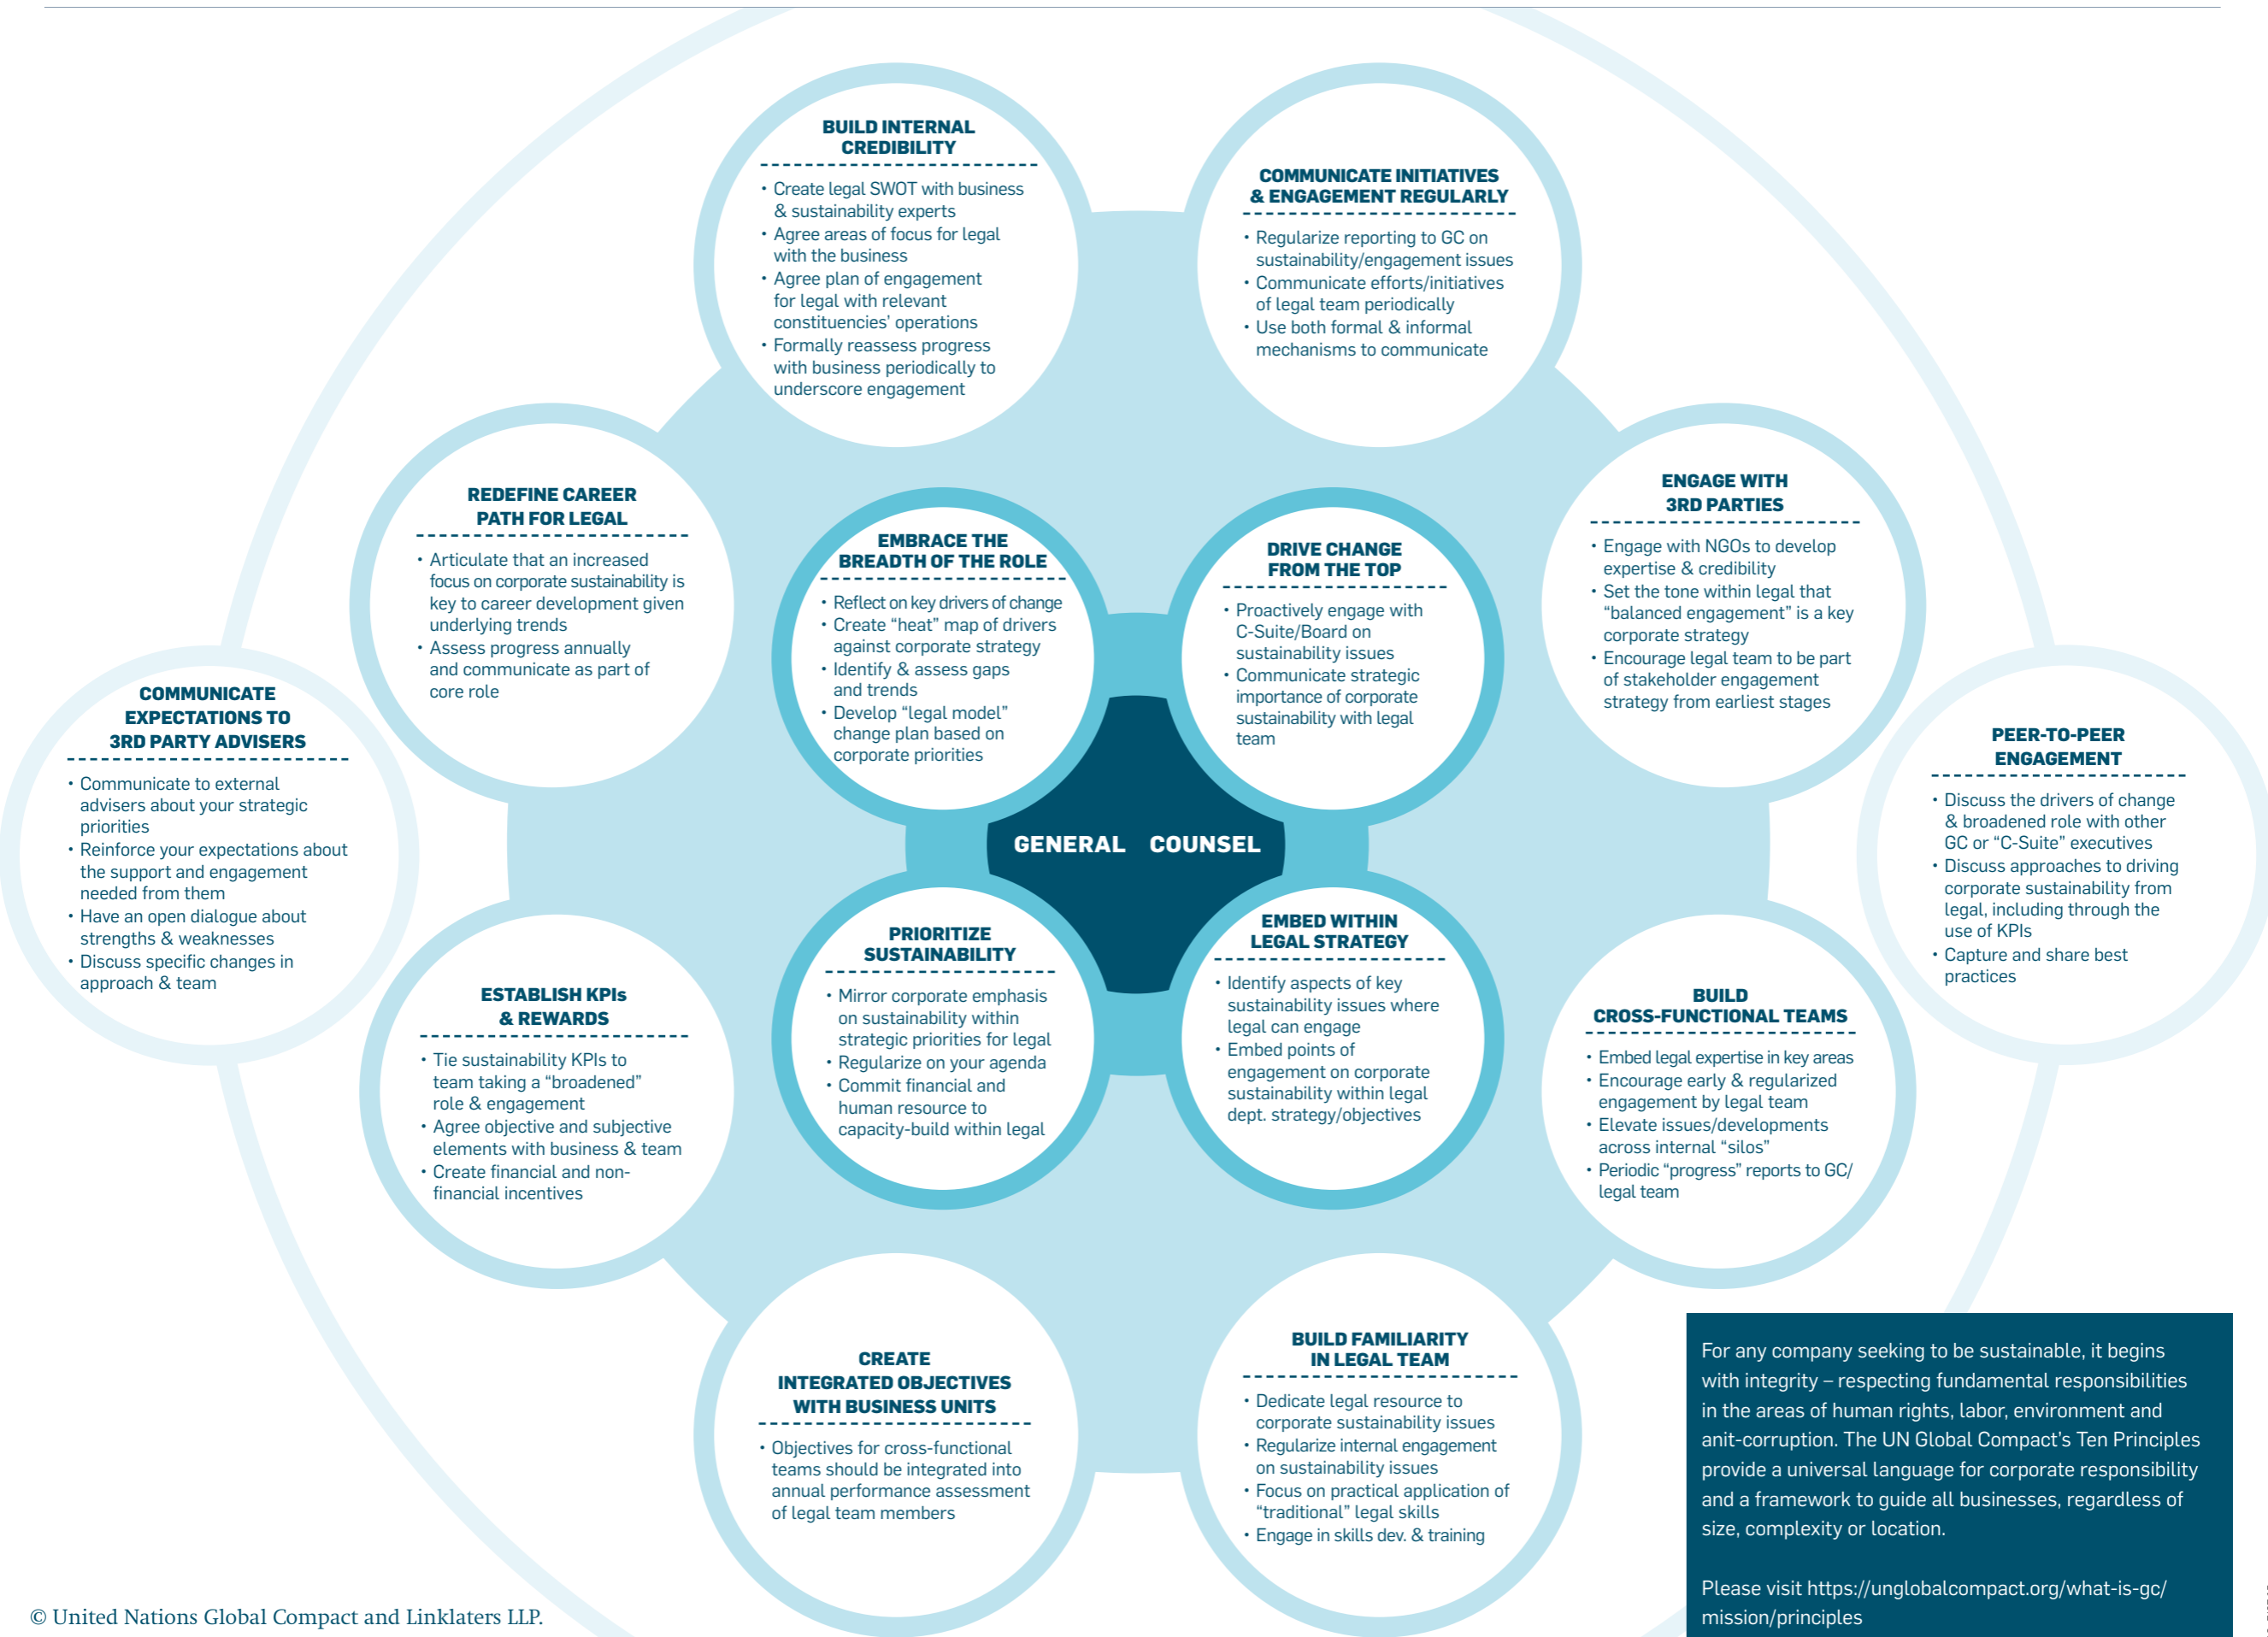 BUILD INTERNAL
CREDIBILITY
• Create legal SWOT with business
& sustainability experts
• Agree areas of focus for legal
with the business
• Agree plan of engagement
for legal with relevant
constituencies’ operations
• Formally reassess progress
with business periodically to
underscore engagement
COMMUNICATE INITIATIVES
& ENGAGEMENT REGULARLY
• Regularize reporting to GC on
sustainability/engagement issues
• Communicate efforts/initiatives
of legal team periodically
• Use both formal & informal
mechanisms to communicate
REDEFINE CAREER
PATH FOR LEGAL
• Articulate that an increased
focus on corporate sustainability is
key to career development given
underlying trends
• Assess progress annually
and communicate as part of
core role
EMBRACE THE
BREADTH OF THE ROLE
• Reflect on key drivers of change
• Create “heat” map of drivers
against corporate strategy
• Identify & assess gaps
and trends
• Develop “legal model”
change plan based on
corporate priorities
DRIVE CHANGE
FROM THE TOP
• Proactively engage with
C-Suite/Board on
sustainability issues
• Communicate strategic
importance of corporate
sustainability with legal
team
ENGAGE WITH
3RD PARTIES
• Engage with NGOs to develop
expertise & credibility
• Set the tone within legal that
“balanced engagement” is a key
corporate strategy
• Encourage legal team to be part
of stakeholder engagement
strategy from earliest stages
COMMUNICATE
EXPECTATIONS TO
3RD PARTY ADVISERS
• Communicate to external
advisers about your strategic
priorities
• Reinforce your expectations about
the support and engagement
needed from them
• Have an open dialogue about
strengths & weaknesses
• Discuss specific changes in
approach & team
GENERAL COUNSEL
PEER-TO-PEER
ENGAGEMENT
• Discuss the drivers of change
& broadened role with other
GC or “C-Suite” executives
• Discuss approaches to driving
corporate sustainability from
legal, including through the
use of KPIs
• Capture and share best
practices
ESTABLISH KPIs
& REWARDS
• Tie sustainability KPIs to
team taking a “broadened”
role & engagement
• Agree objective and subjective
elements with business & team
• Create financial and non-
financial incentives
PRIORITIZE
SUSTAINABILITY
• Mirror corporate emphasis
on sustainability within
strategic priorities for legal
• Regularize on your agenda
• Commit financial and
human resource to
capacity-build within legal
EMBED WITHIN
LEGAL STRATEGY
• Identify aspects of key
sustainability issues where
legal can engage
• Embed points of
engagement on corporate
sustainability within legal
dept. strategy/objectives
BUILD
CROSS-FUNCTIONAL TEAMS
• Embed legal expertise in key areas
• Encourage early & regularized
engagement by legal team
• Elevate issues/developments
across internal “silos”
• Periodic “progress” reports to GC/
legal team
CREATE
INTEGRATED OBJECTIVES
WITH BUSINESS UNITS
• Objectives for cross-functional
teams should be integrated into
annual performance assessment
of legal team members
BUILD FAMILIARITY
IN LEGAL TEAM
• Dedicate legal resource to
corporate sustainability issues
• Regularize internal engagement
on sustainability issues
• Focus on practical application of
“traditional” legal skills
• Engage in skills dev. & training
For any company seeking to be sustainable, it begins
with integrity – respecting fundamental responsibilities
in the areas of human rights, labor, environment and
anit-corruption. The UN Global Compact’s Ten Principles
provide a universal language for corporate responsibility
and a framework to guide all businesses, regardless of
size, complexity or location.
Please visit https://unglobalcompact.org/what-is-gc/
mission/principles
© United Nations Global Compact and Linklaters LLP.